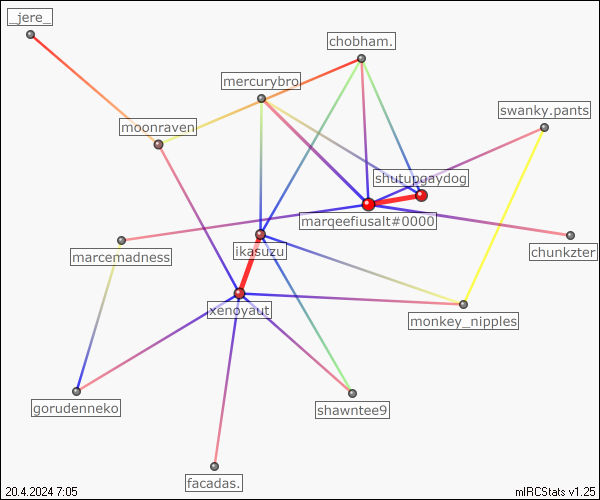 _jere_
chobham.
mercurybro
swanky.pants
moonraven
shutupgaydog
marqeefiusalt#0000
ikasuzu
chunkzter
marcemadness
xenoyaut
monkey_nipples
gorudenneko
shawntee9
facadas.
20.4.2024 7:05
mIRCStats v1.25